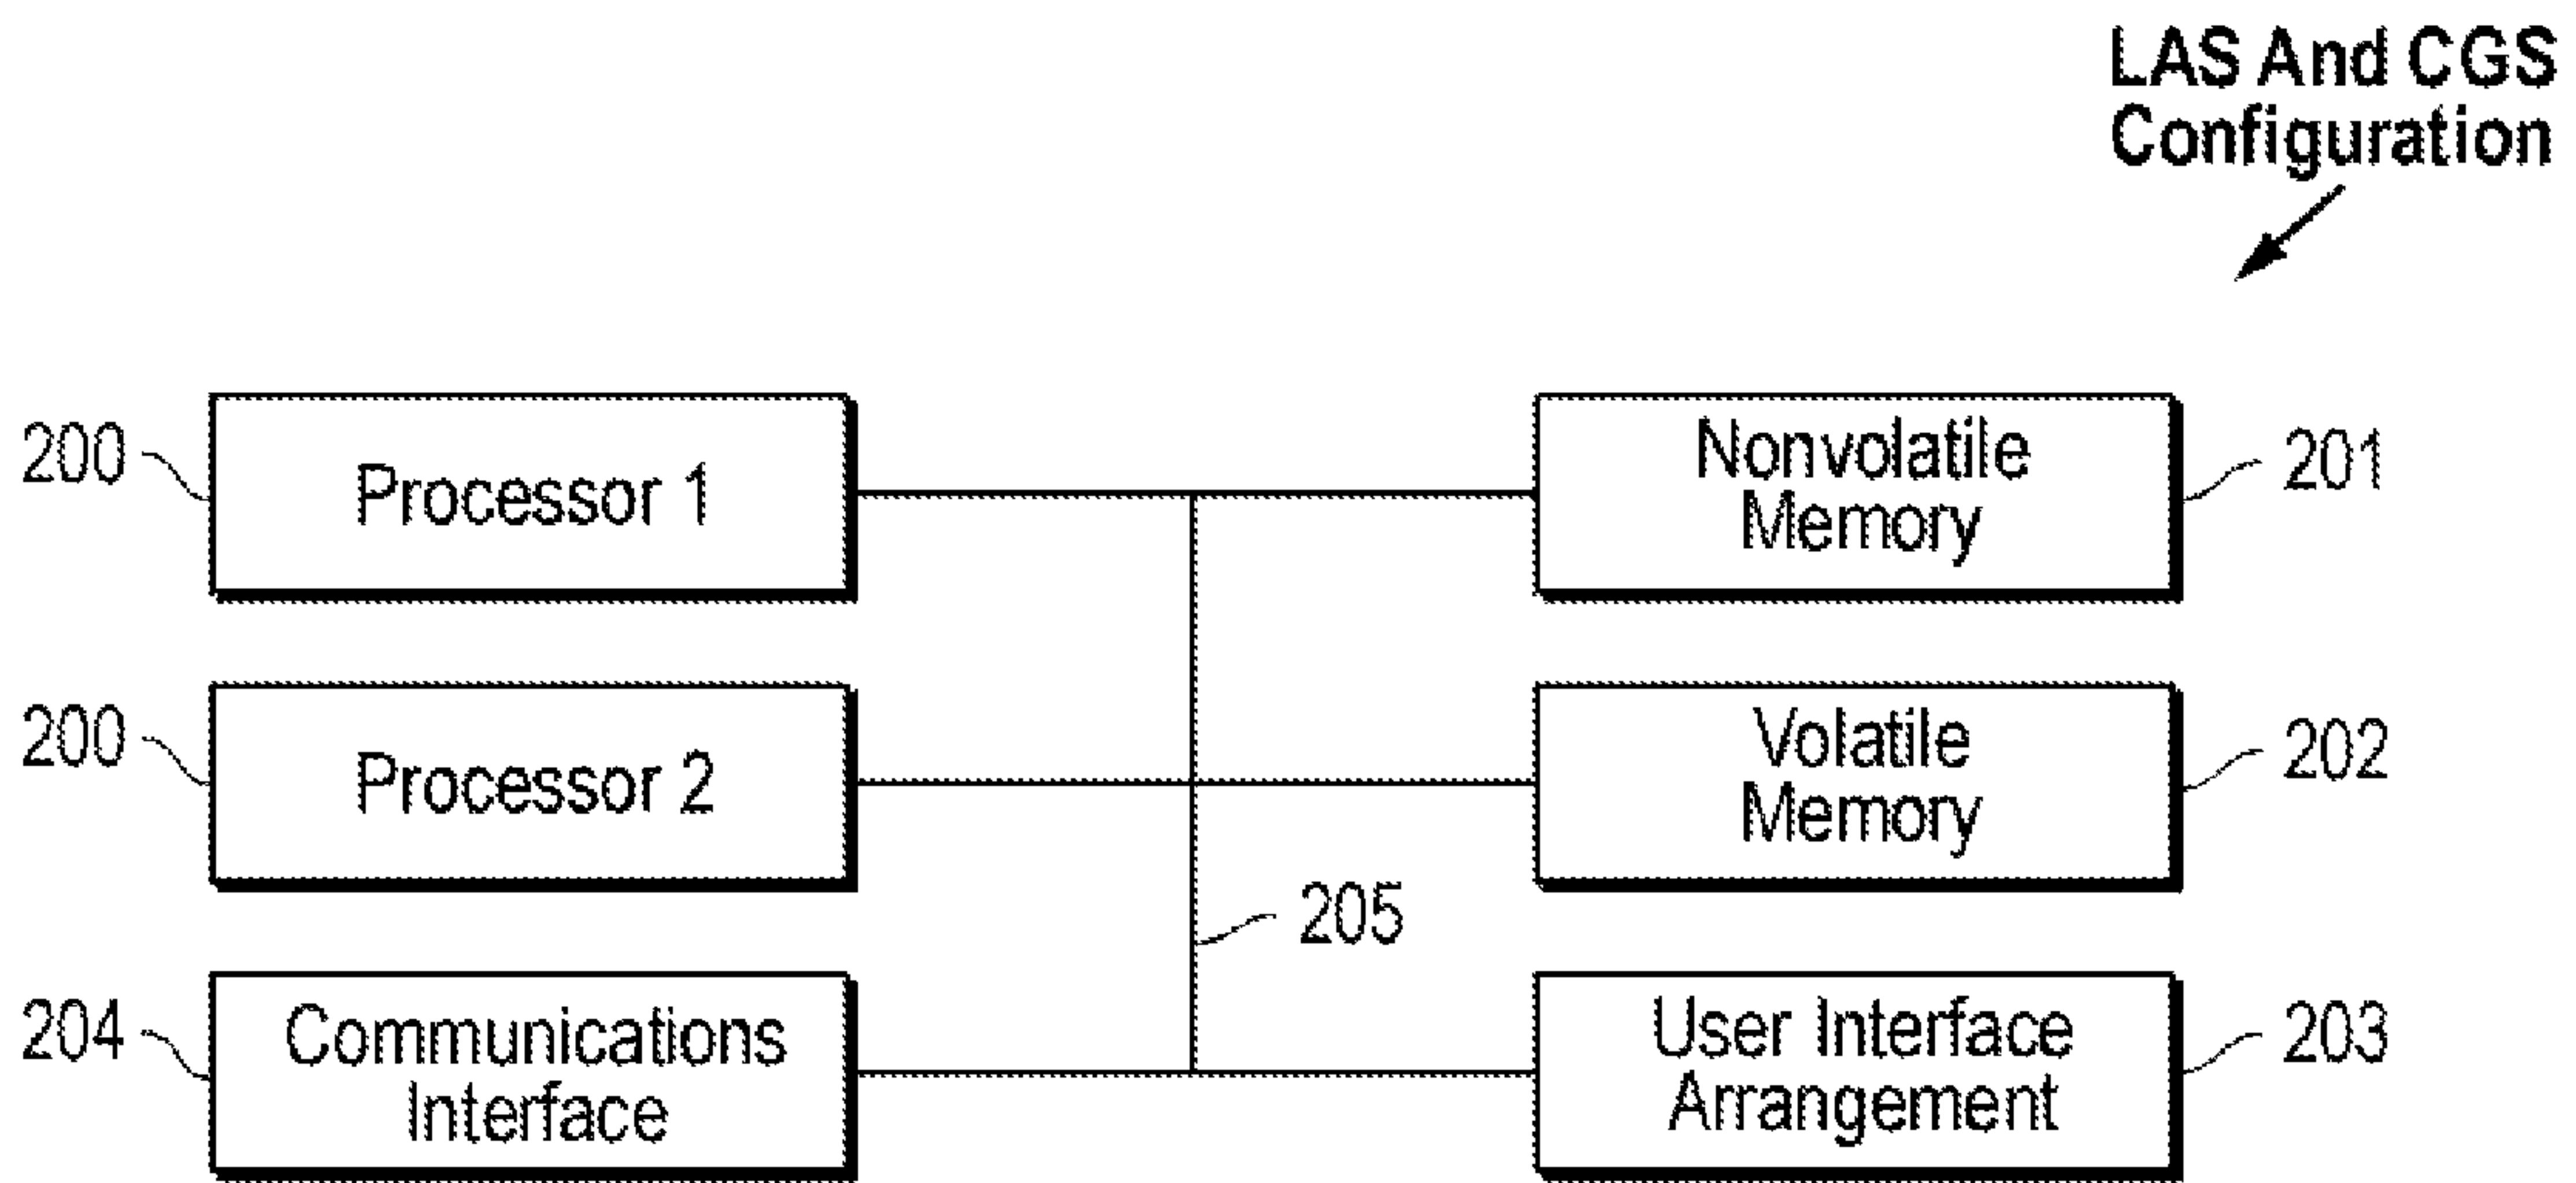 LAS And CGS
Configuration
200
Processor 1
Nonvolatile
Memory
201
200
Processor 2
Volatile
Memory
202
205
204
Communications
Interface
User Interface
Arrangement
203